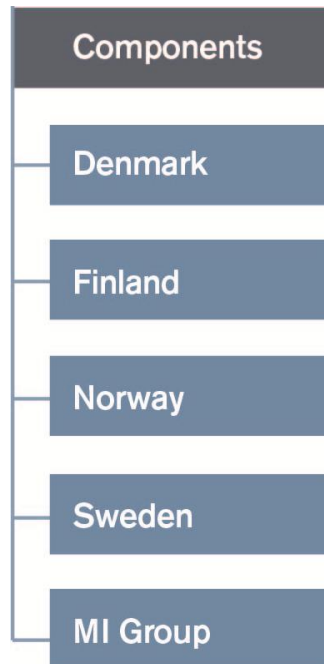 Components
Denmark
Finland
Norway
Sweden
MI Group